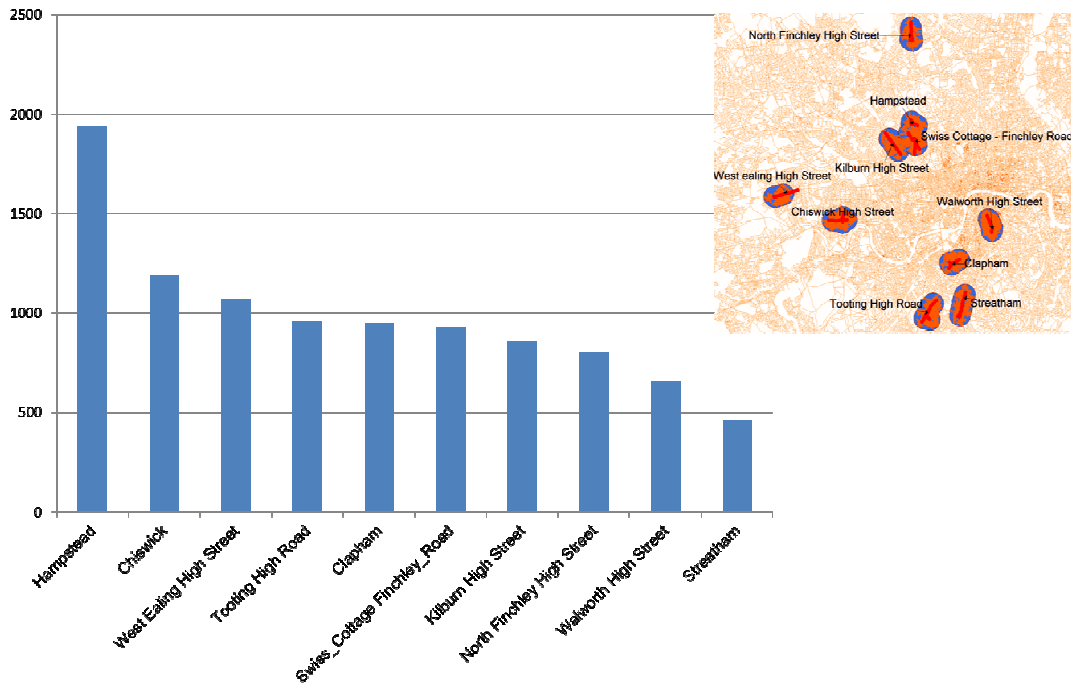 2500
2000
1500
1000
500
0
Hampstead
Chiswick
West Ealing High Street
Tooting High Road
Clapham
Swiss_Cottage Finchley_Road
Kilburn High Street
North Finchley High Street
Walworth High Street
Streatham
North Finchley High Street
Hampstead
Swiss Cottage - Finchley Road
Kilburn High Street
West ealing High Street
Walworth High Street
Chiswick High Street
Clapham
Tooting High Road
Streatham